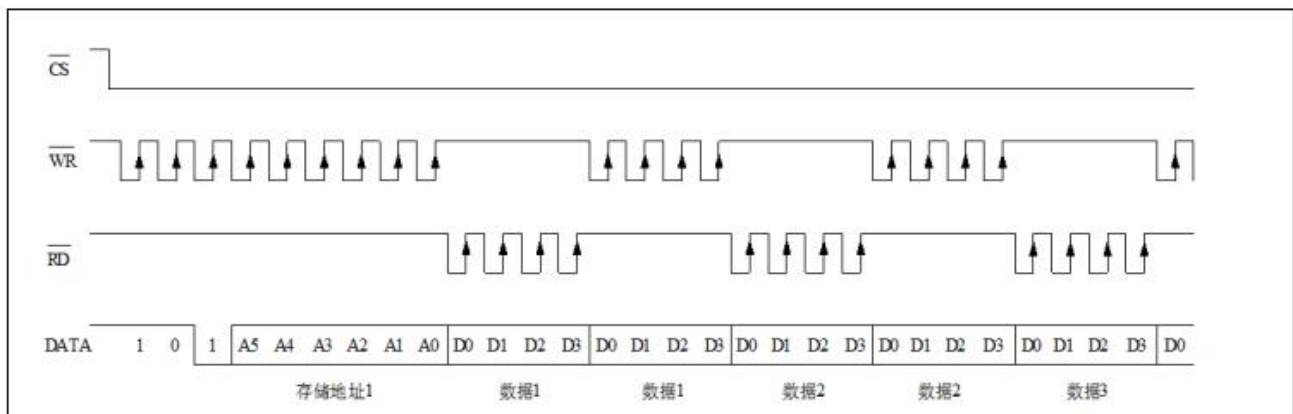 CS
WR
RD
DATA 1 0 1 A5 A4 A3 A2 A1 A0 D0 D1 D2 D3 D0 D1 D2 D3 D0 D1 D2 D3 D0 D1 D2 D3 D0 D1 D2 D3 D0
存储地址1 数据1 数据1 数据2 数据2 数据3